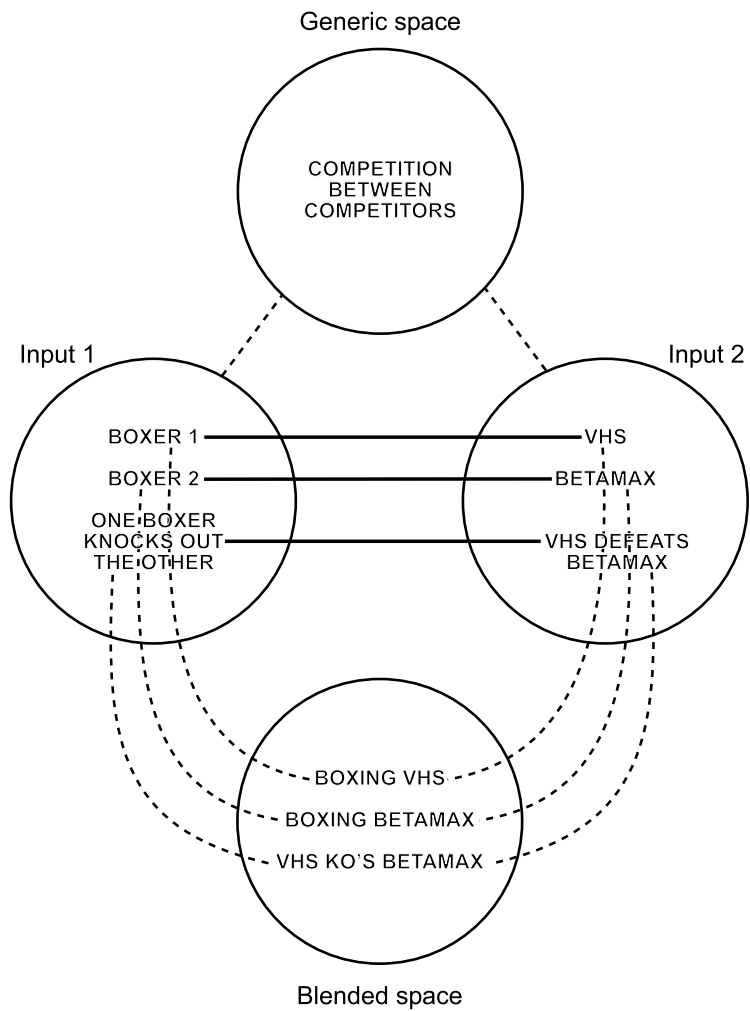 Generic space
COMPETITION
BETWEEN
COMPETITORS
Input 1
Input 2
BOXER 1
VHS
BOXER 2
BETAMAX
ONE BOXER
KNOCKS OUT
THE OTHER
VHS DEFEATS
BETAMAX
BOXING VHS
BOXING BETAMAX
VHS KO’S BETAMAX
Blended space